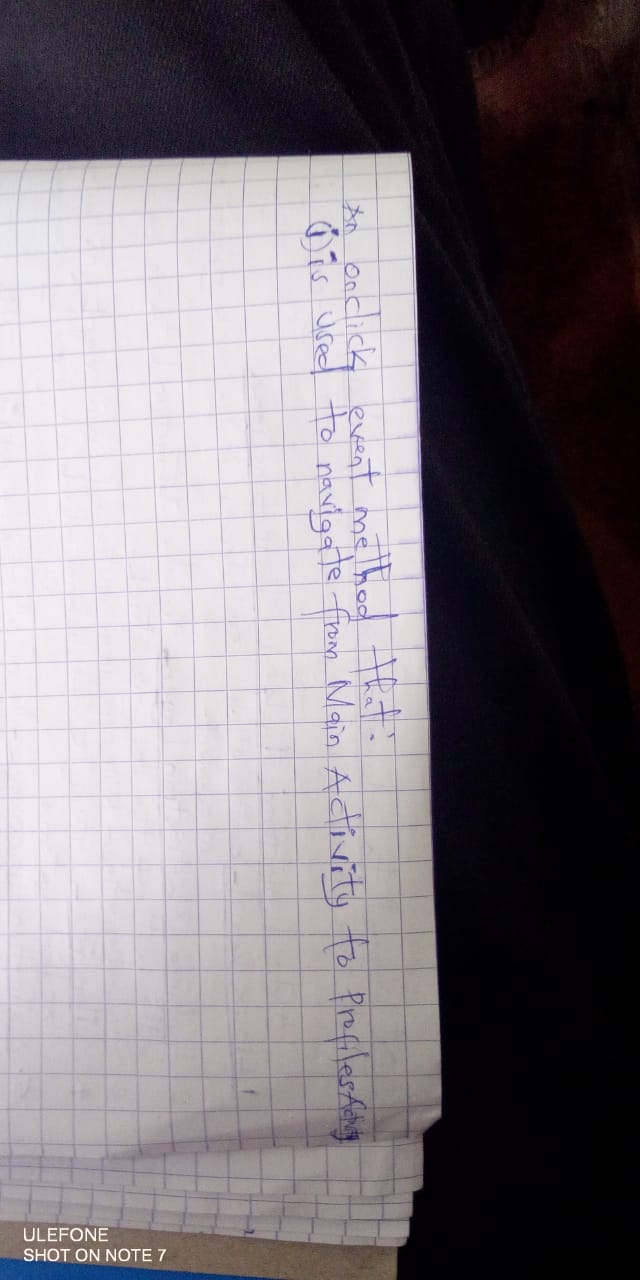 An onclick event method that:
(i) is used to navigate from Main Activity to ProfilesActivity
ULEFONE
SHOT ON NOTE 7